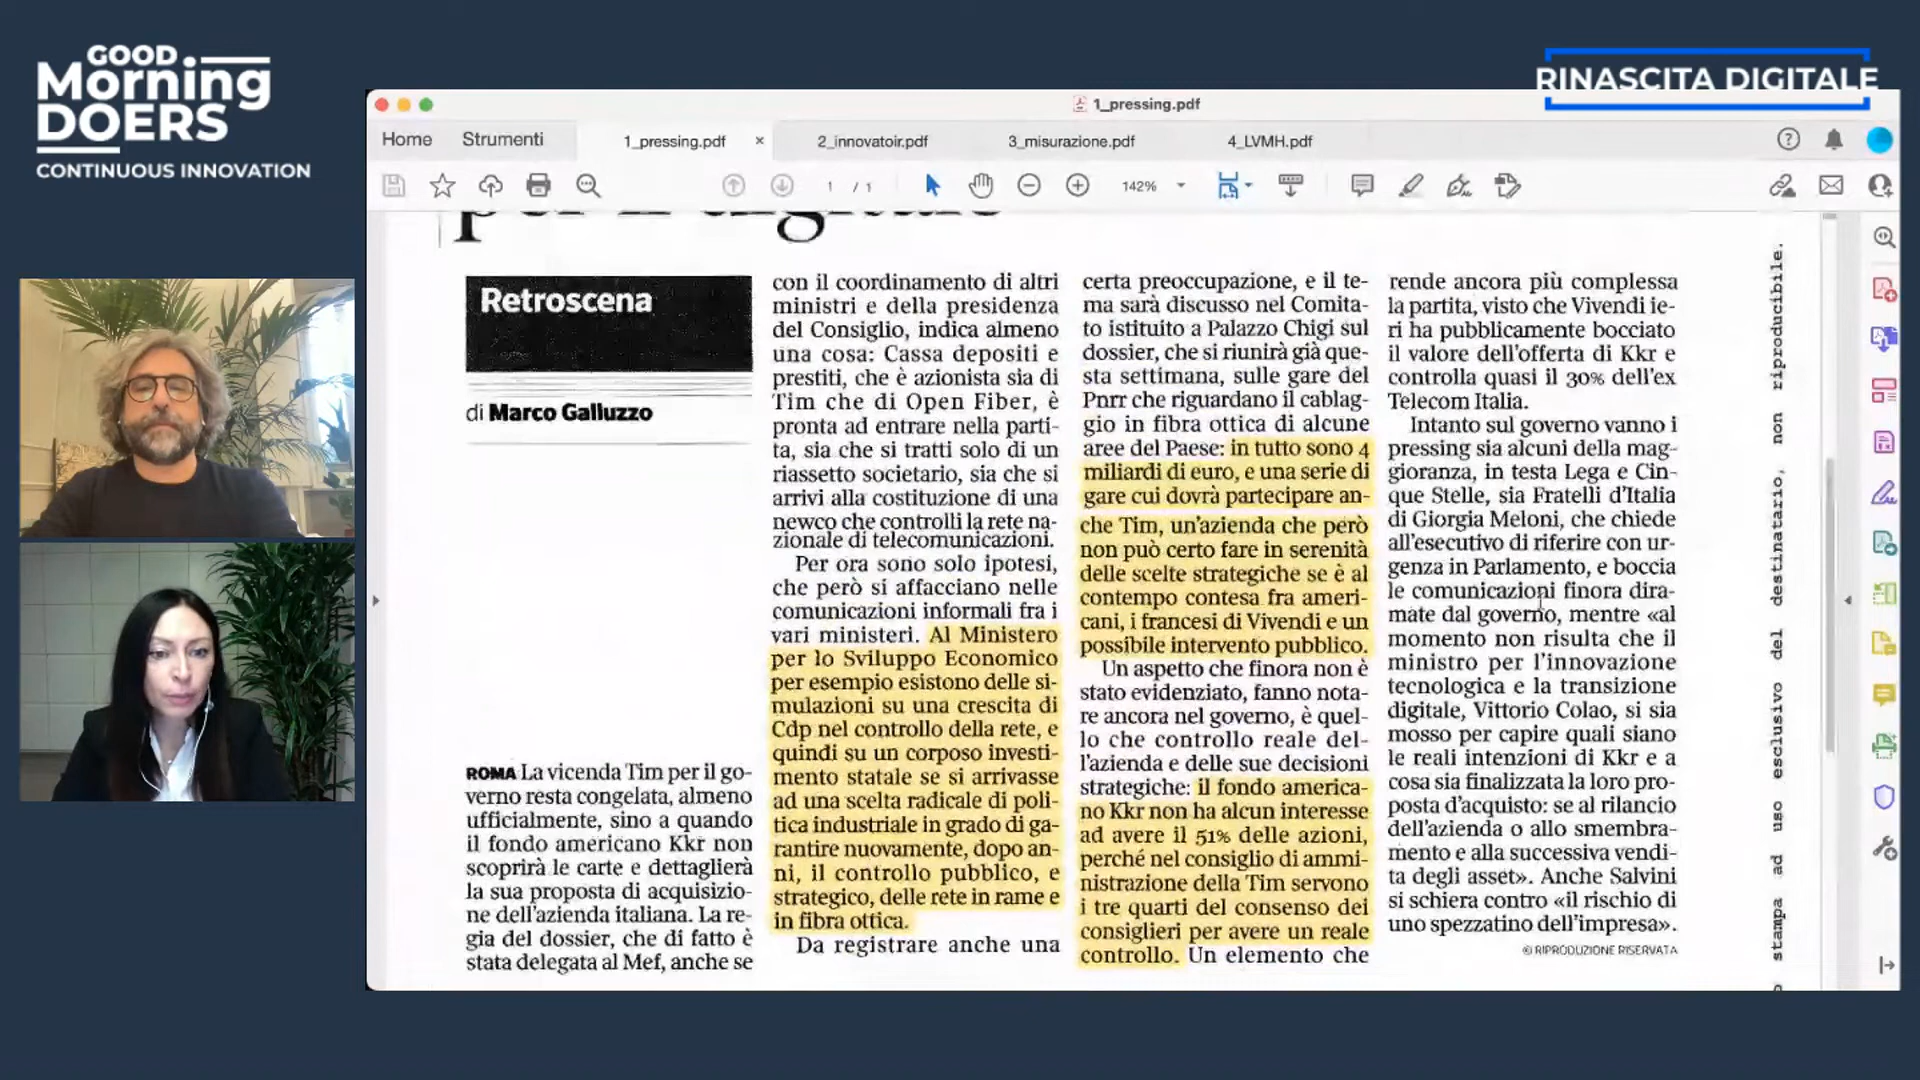 GOOD
Morning
DOERS
CONTINUOUS INNOVATION
RINASCITA DIGITALE
1_pressing.pdf
Home
Strumenti
1_pressing.pdf
2_innovatoir.pdf
3_misurazione.pdf
4_LVMH.pdf
1 / 1
142%
per il digitale
Retroscena
di Marco Galluzzo
ROMA La vicenda Tim per il go-
verno resta congelata, almeno
ufficialmente, sino a quando
il fondo americano Kkr non
scoprirà le carte e dettaglierà
la sua proposta di acquisizio-
ne dell'azienda italiana. La re-
gia del dossier, che di fatto è
stata delegata al Mef, anche se
con il coordinamento di altri
ministri e della presidenza
del Consiglio, indica almeno
una cosa: Cassa depositi e
prestiti, che è azionista sia di
Tim che di Open Fiber, è
pronta ad entrare nella parti-
ta, sia che si tratti solo di un
riassetto societario, sia che si
arrivi alla costituzione di una
newco che controlli la rete na-
zionale di telecomunicazioni.
Per ora sono solo ipotesi,
che però si affacciano nelle
comunicazioni informali fra i
vari ministeri. Al Ministero
per lo Sviluppo Economico
per esempio esistono delle si-
mulazioni su una crescita di
Cdp nel controllo della rete, e
quindi su un corposo investi-
mento statale se si arrivasse
ad una scelta radicale di poli-
tica industriale in grado di ga-
rantire nuovamente, dopo an-
ni, il controllo pubblico, e
strategico, delle rete in rame e
in fibra ottica.
Da registrare anche una
certa preoccupazione, e il te-
ma sarà discusso nel Comita-
to istituito a Palazzo Chigi sul
dossier, che si riunirà già que-
sta settimana, sulle gare del
Pnrr che riguardano il cablag-
gio in fibra ottica di alcune
aree del Paese: in tutto sono 4
miliardi di euro, e una serie di
gare cui dovrà partecipare an-
che Tim, un'azienda che però
non può certo fare in serenità
delle scelte strategiche se è al
contempo contesa fra ameri-
cani, i francesi di Vivendi e un
possibile intervento pubblico.
Un aspetto che finora non è
stato evidenziato, fanno nota-
re ancora nel governo, è quel-
lo che controllo reale del-
l'azienda e delle sue decisioni
strategiche: il fondo america-
no Kkr non ha alcun interesse
ad avere il 51% delle azioni,
perché nel consiglio di ammi-
nistrazione della Tim servono
i tre quarti del consenso dei
consiglieri per avere un reale
controllo. Un elemento che
rende ancora più complessa
la partita, visto che Vivendi ie-
ri ha pubblicamente bocciato
il valore dell'offerta di Kkr e
controlla quasi il 30% dell'ex
Telecom Italia.
Intanto sul governo vanno i
pressing sia alcuni della mag-
gioranza, in testa Lega e Cin-
que Stelle, sia Fratelli d'Italia
di Giorgia Meloni, che chiede
all'esecutivo di riferire con ur-
genza in Parlamento, e boccia
le comunicazioni finora dira-
mate dal governo, mentre «al
momento non risulta che il
ministro per l'innovazione
tecnologica e la transizione
digitale, Vittorio Colao, si sia
mosso per capire quali siano
le reali intenzioni di Kkr e a
cosa sia finalizzata la loro pro-
posta d'acquisto: se al rilancio
dell'azienda o allo smembra-
mento e alla successiva vendi-
ta degli asset». Anche Salvini
si schiera contro «il rischio di
uno spezzatino dell'impresa».
© RIPRODUZIONE RISERVATA
stampa ad uso esclusivo del destinatario, non riproducibile.